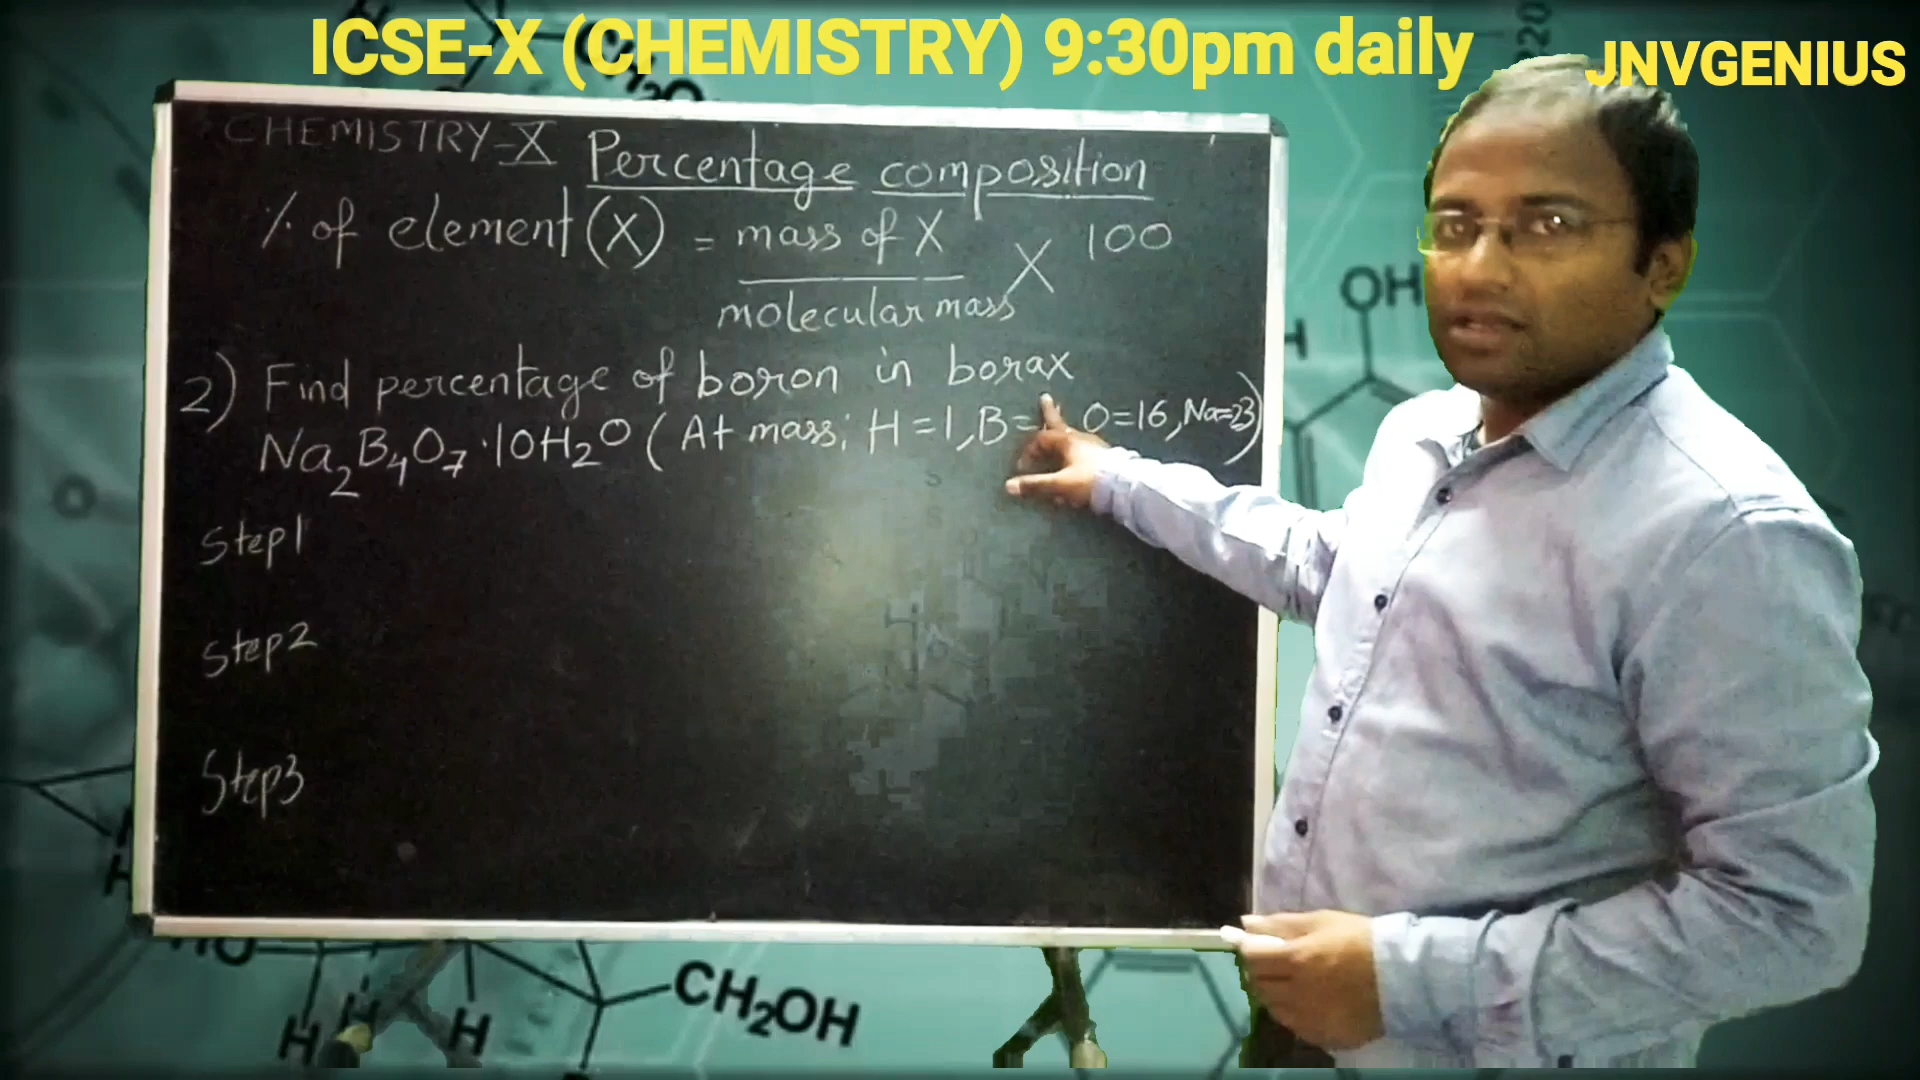 ICSE-X (CHEMISTRY) 9:30pm daily
JNVGENIUS
CHEMISTRY-X Percentage composition
% of element (X) = mass of X / molecular mass X 100
2) Find percentage of boron in borax
Na2B4O7·10H2O (At mass; H=1, B= O=16, Na=23)
Step1
Step2
Step3
OH
H
CH2OH
H
H
H